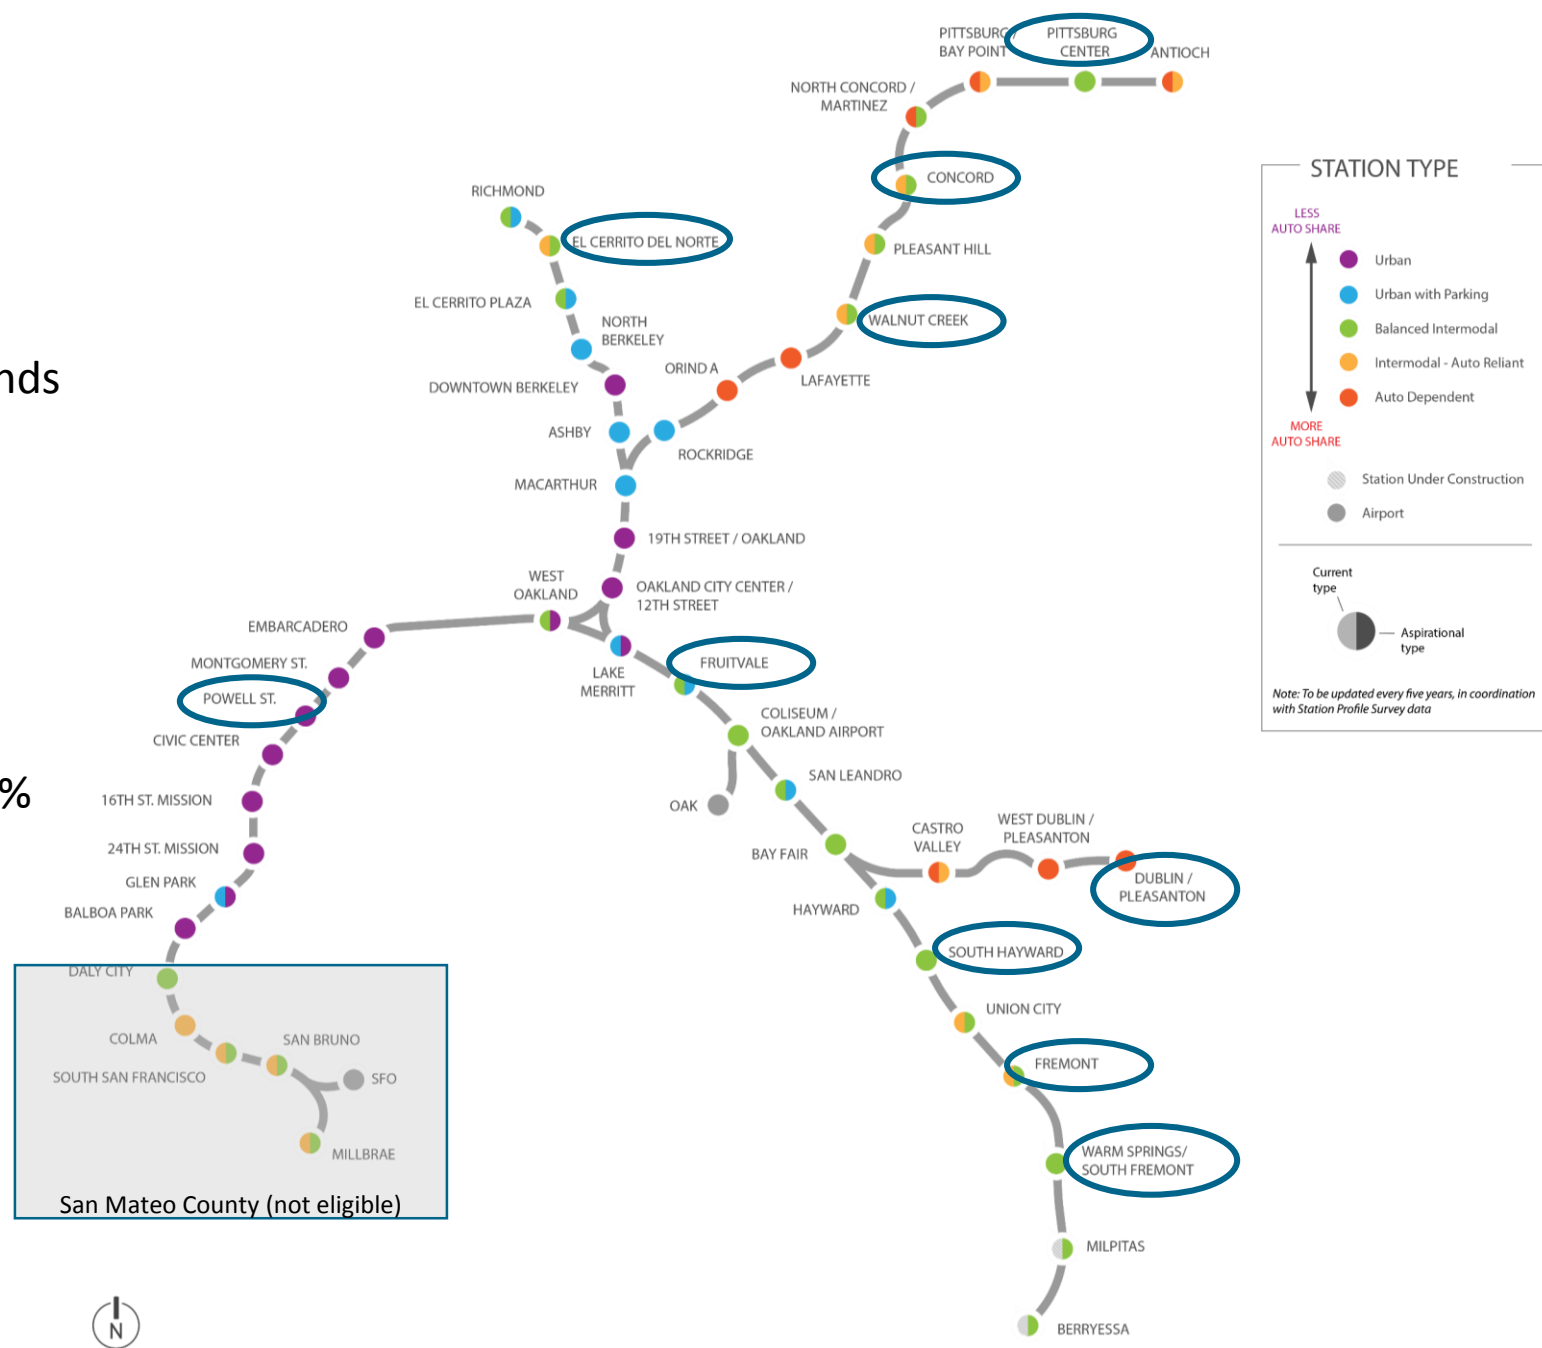 PITTSBURG /
BAY POINT
PITTSBURG
CENTER
ANTIOCH
NORTH CONCORD /
MARTINEZ
CONCORD
RICHMOND
EL CERRITO DEL NORTE
PLEASANT HILL
EL CERRITO PLAZA
NORTH
BERKELEY
WALNUT CREEK
ORIND A
LAFAYETTE
DOWNTOWN BERKELEY
ASHBY
ROCKRIDGE
MACARTHUR
19TH STREET / OAKLAND
WEST
OAKLAND
OAKLAND CITY CENTER /
12TH STREET
EMBARCADERO
MONTGOMERY ST.
LAKE
MERRITT
FRUITVALE
POWELL ST.
CIVIC CENTER
COLISEUM /
OAKLAND AIRPORT
16TH ST. MISSION
OAK
SAN LEANDRO
24TH ST. MISSION
BAY FAIR
CASTRO
VALLEY
WEST DUBLIN /
PLEASANTON
GLEN PARK
DUBLIN /
PLEASANTON
BALBOA PARK
HAYWARD
SOUTH HAYWARD
DALY CITY
UNION CITY
COLMA
SAN BRUNO
SOUTH SAN FRANCISCO
SFO
FREMONT
MILLBRAE
WARM SPRINGS/
SOUTH FREMONT
San Mateo County (not eligible)
MILPITAS
BERRYESSA
N
nds
%
STATION TYPE
LESS
AUTO SHARE
Urban
Urban with Parking
Balanced Intermodal
Intermodal - Auto Reliant
Auto Dependent
MORE
AUTO SHARE
Station Under Construction
Airport
Current
type
Aspirational
type
Note: To be updated every five years, in coordination
with Station Profile Survey data